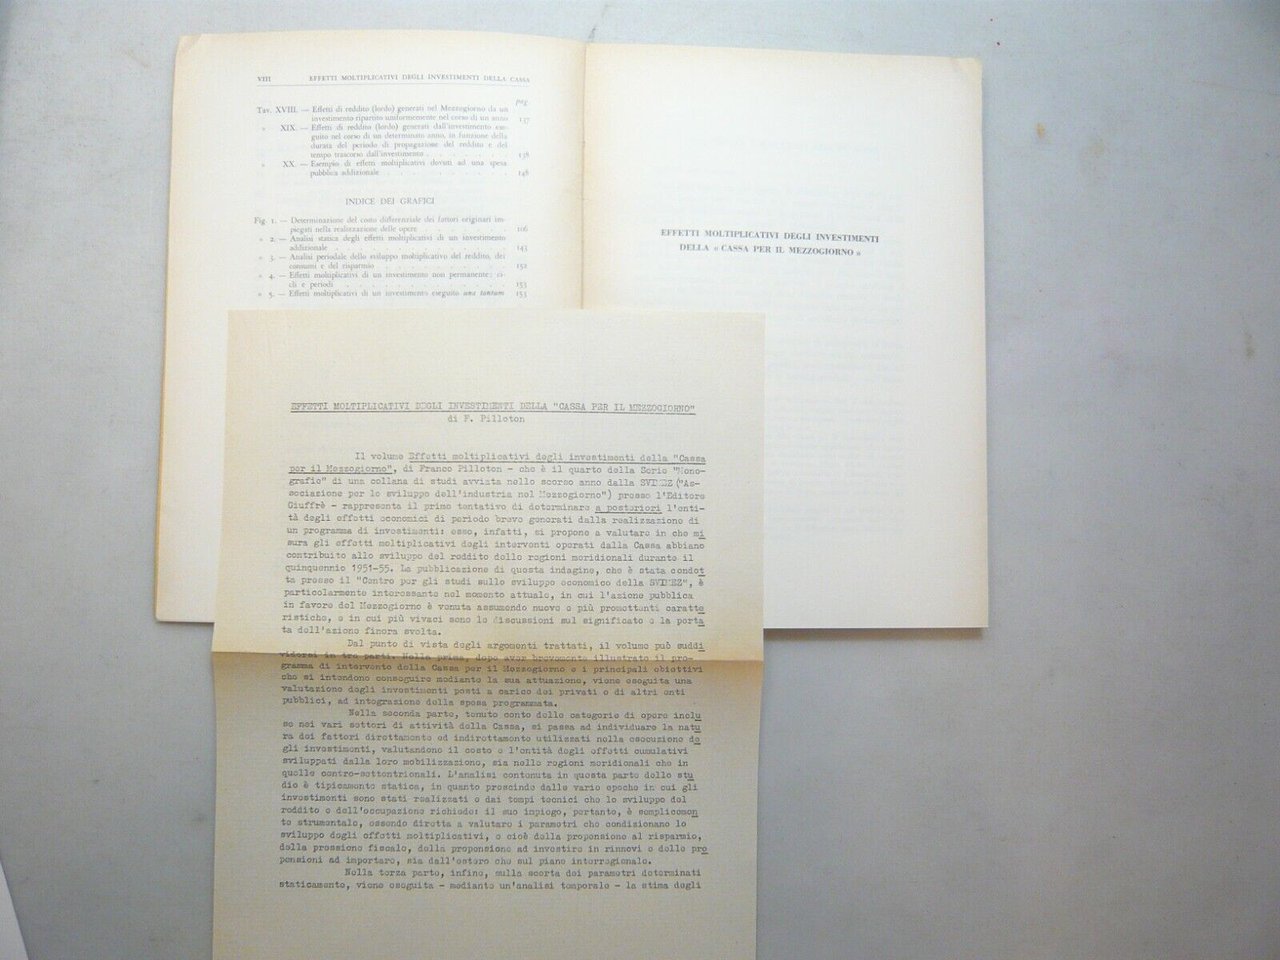 VIII EFFETTI MOLTIPLICATIVI DEGLI INVESTIMENTI DELLA CASSA
pag.
Tav. XVIII. — Effetti di reddito (lordo) generati nel Mezzogiorno da un
investimento ripartito uniformemente nel corso di un anno 137
» XIX. — Effetti di reddito (lordo) generati dall'investimento ese-
guito nel corso di un determinato anno, in funzione della
durata del periodo di propagazione del reddito e del
tempo trascorso dall'investimento . . . . . . . 138
» XX. — Esempio di effetti moltiplicativi dovuti ad una spesa
pubblica addizionale . . . . . . . . . . 148
INDICE DEI GRAFICI
Fig. 1. — Determinazione del costo differenziale dei fattori originari im-
piegati nella realizzazione delle opere . . . . . . . 116
» 2. — Analisi statica degli effetti moltiplicativi di un investimento
addizionale . . . . . . . . . . . . . 143
» 3. — Analisi periodale dello sviluppo moltiplicativo del reddito, dei
consumi e del risparmio . . . . . . . . . . 152
» 4. — Effetti moltiplicativi di un investimento non permanente: ci-
cli e periodi . . . . . . . . . . . . 153
» 5. — Effetti moltiplicativi di un investimento eseguito una tantum 153
EFFETTI MOLTIPLICATIVI DEGLI INVESTIMENTI
DELLA « CASSA PER IL MEZZOGIORNO »
EFFETTI MOLTIPLICATIVI DEGLI INVESTIMENTI DELLA "CASSA PER IL MEZZOGIORNO"
di F. Pilloton
Il volume Effetti moltiplicativi degli investimenti della "Cassa
per il Mezzogiorno", di Franco Pilloton - che è il quarto della Serie "Mono-
grafie" di una collana di studi avviata nello scorso anno dalla SVIMEZ ("As-
sociazione per lo sviluppo dell'industria nel Mezzogiorno") presso l'Editore
Giuffrè - rappresenta il primo tentativo di determinare a posteriori l'enti-
tà degli effetti economici di periodo breve generati dalla realizzazione di
un programma di investimenti: esso, infatti, si propone a valutare in che mi
sura gli effetti moltiplicativi degli interventi operati dalla Cassa abbiano
contribuito allo sviluppo del reddito delle regioni meridionali durante il
quinquennio 1951-55. La pubblicazione di questa indagine, che è stata condot
ta presso il "Centro per gli studi sullo sviluppo economico della SVIMEZ", è
particolarmente interessante nel momento attuale, in cui l'azione pubblica
in favore del Mezzogiorno è venuta assumendo nuove e più promettenti caratte
ristiche, e in cui più vivaci sono le discussioni sul significato e la porta
ta dell'azione finora svolta.
Dal punto di vista degli argomenti trattati, il volume può suddi
vidersi in tre parti. Nella prima, dopo aver brevemente illustrato il pro-
gramma di intervento della Cassa per il Mezzogiorno e i principali obiettivi
che si intendono conseguire mediante la sua attuazione, viene eseguita una
valutazione degli investimenti posti a carico dei privati o di altri enti
pubblici, ad integrazione della spesa programmata.
Nella seconda parte, tenuto conto delle categorie di opere inclu
se nei vari settori di attività della Cassa, si passa ad individuare la natu
ra dei fattori direttamente od indirettamente utilizzati nella esecuzione de
gli investimenti, valutandone il costo e l'entità degli effetti cumulativi
sviluppati dalla loro mobilizzazione, sia nelle regioni meridionali che in
quelle centro-settentrionali. L'analisi contenuta in questa parte dello stu
dio è tipicamente statica, in quanto prescinde dalle varie epoche in cui gli
investimenti sono stati realizzati o dai tempi tecnici che lo sviluppo del
reddito e dell'occupazione richiede: il suo impiego, pertanto, è semplicemen
te strumentale, essendo diretta a valutare i parametri che condizionano lo
sviluppo degli effetti moltiplicativi, e cioè della propensione al risparmio,
della pressione fiscale, della propensione ad investire in rinnovi e delle pro
pensioni ad importare, sia dall'estero che sul piano interregionale.
Nella terza parte, infine, sulla scorta dei parametri determinati
staticamente, viene eseguita - mediante un'analisi temporale - la stima degli